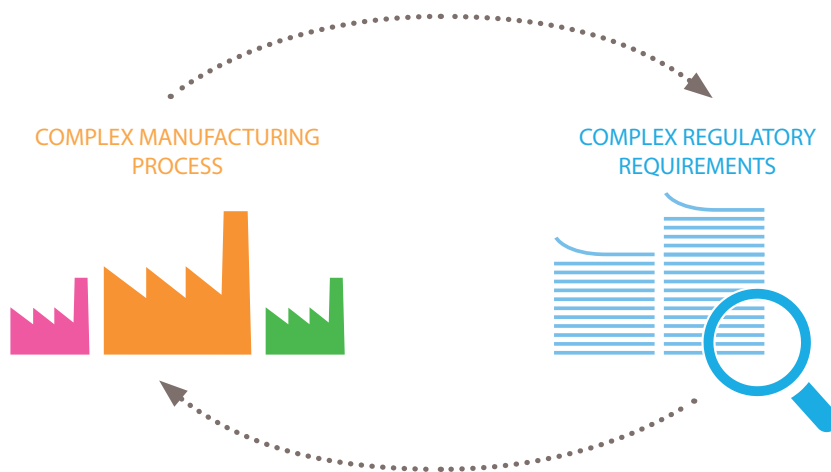 COMPLEX MANUFACTURING
PROCESS
COMPLEX REGULATORY
REQUIREMENTS